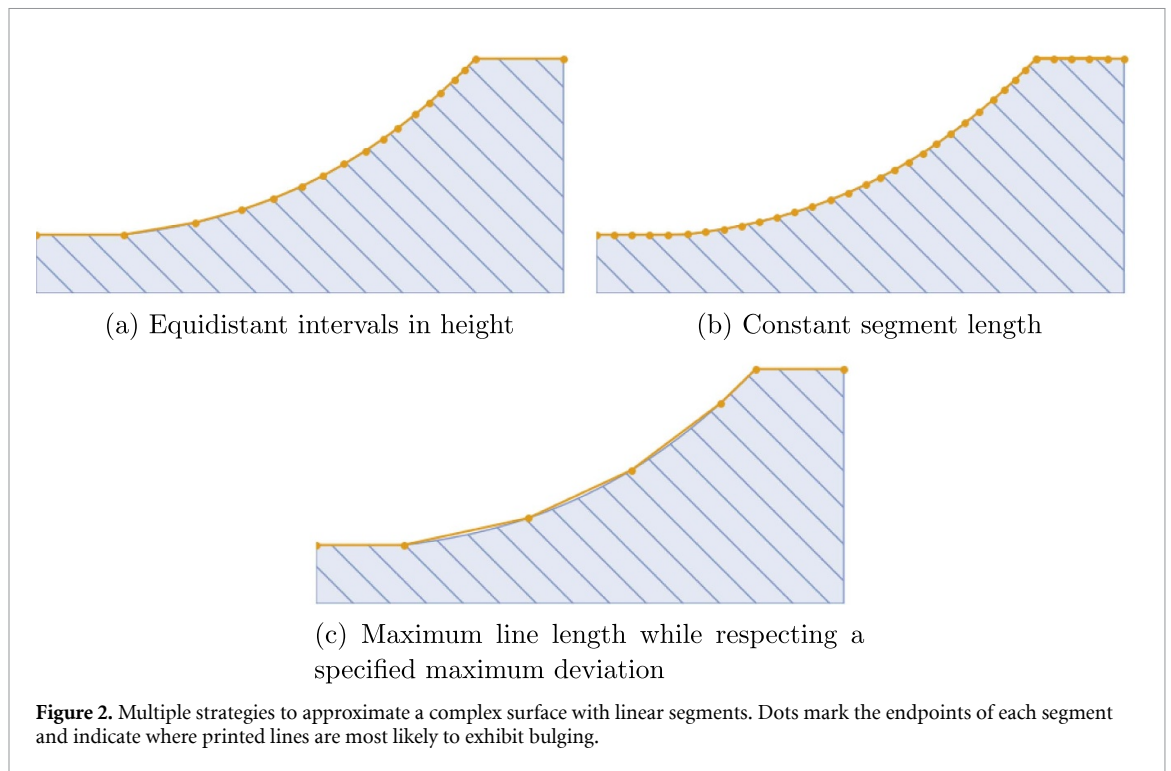 (a) Equidistant intervals in height
(b) Constant segment length
(c) Maximum line length while respecting a
specified maximum deviation
Figure 2. Multiple strategies to approximate a complex surface with linear segments. Dots mark the endpoints of each segment
and indicate where printed lines are most likely to exhibit bulging.